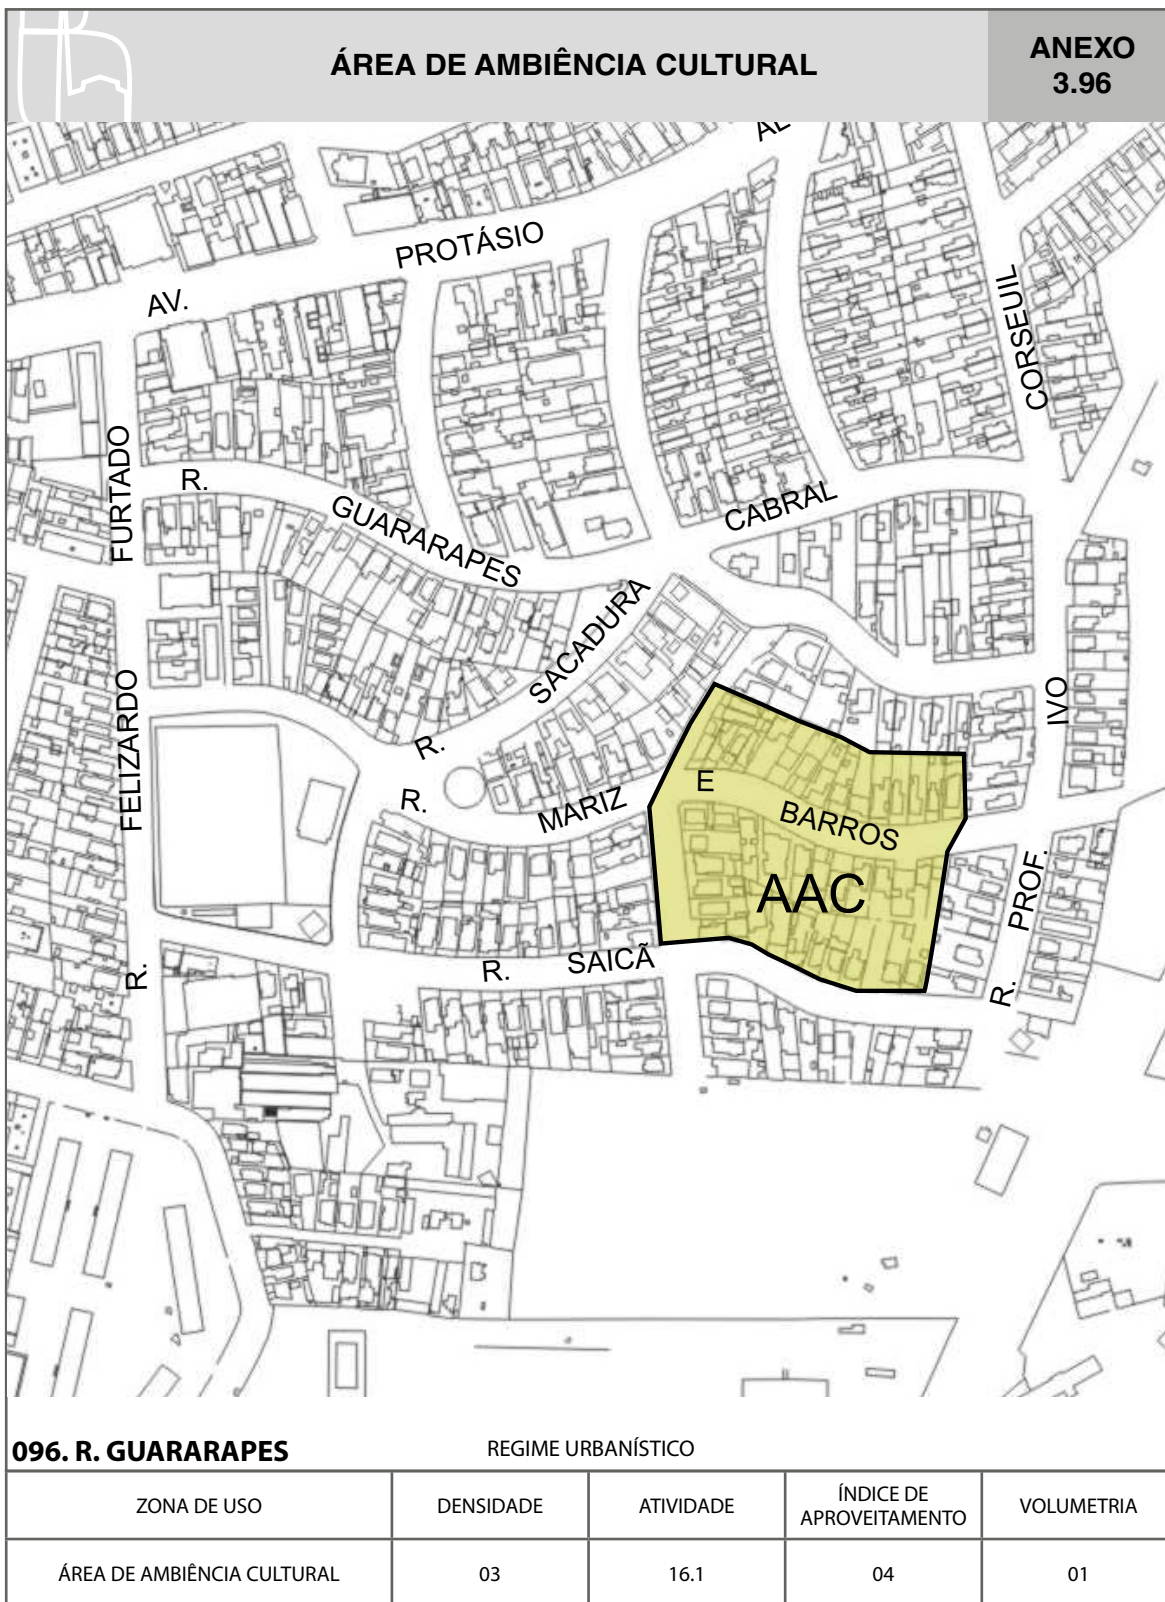 ÁREA DE AMBIÊNCIA CULTURAL
ANEXO
3.96
AL
PROTÁSIO
AV.
CORSEUIL
FURTADO
R.
GUARARAPES
CABRAL
SACADURA
R.
FELIZARDO
IVO
R.
MARIZ
E
BARROS
AAC
PROF.
R.
SAICÃ
R.
R.
096. R. GUARARAPES
REGIME URBANÍSTICO
ZONA DE USO
DENSIDADE
ATIVIDADE
ÍNDICE DE
APROVEITAMENTO
VOLUMETRIA
ÁREA DE AMBIÊNCIA CULTURAL
03
16.1
04
01